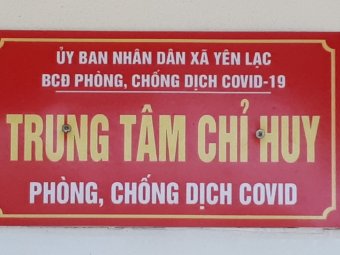 ỦY BAN NHÂN DÂN XÃ YÊN LẠC
BCĐ PHÒNG, CHỐNG DỊCH COVID-19
TRUNG TÂM CHỈ HUY
PHÒNG, CHỐNG DỊCH COVID